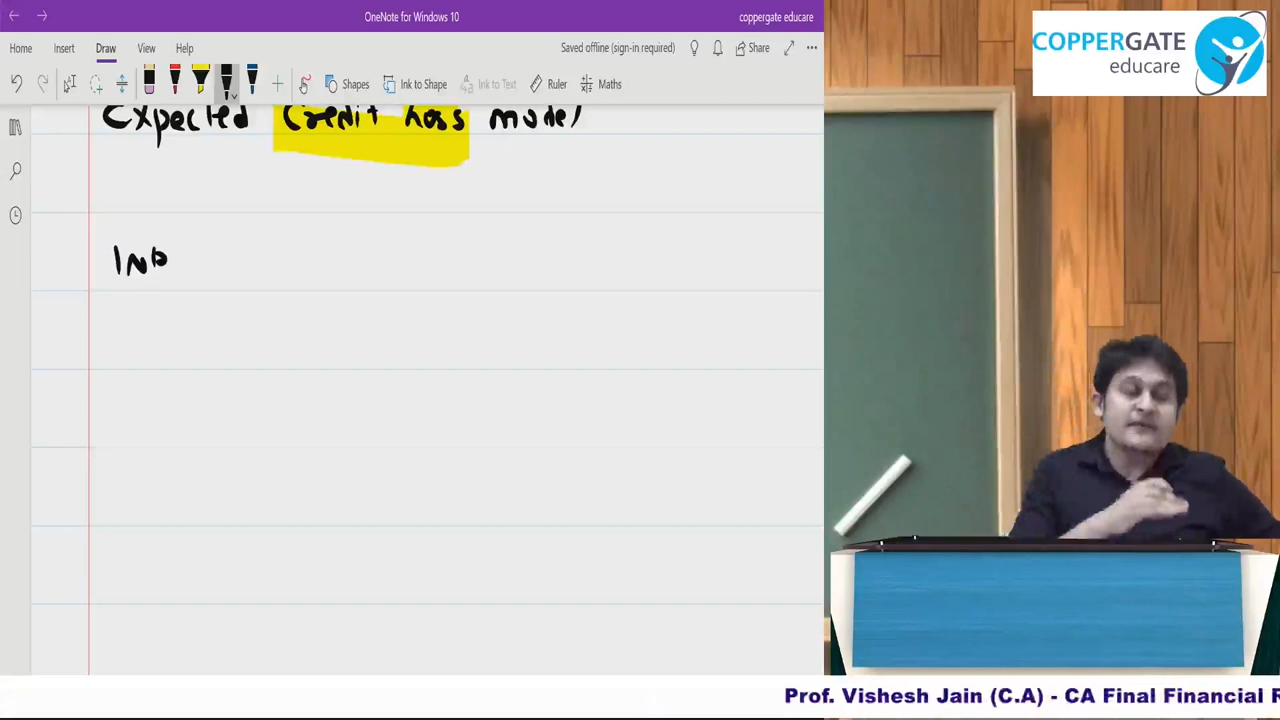 OneNote for Windows 10
coppergate educare
Home Insert Draw View Help
Saved offline (sign-in required)
Share
Shapes
Ink to Shape
Ink to Text
Ruler
Maths
Expected Credit Loss model
IND
COPPERGATE
educare
Prof. Vishesh Jain (C.A) - CA Final Financial R